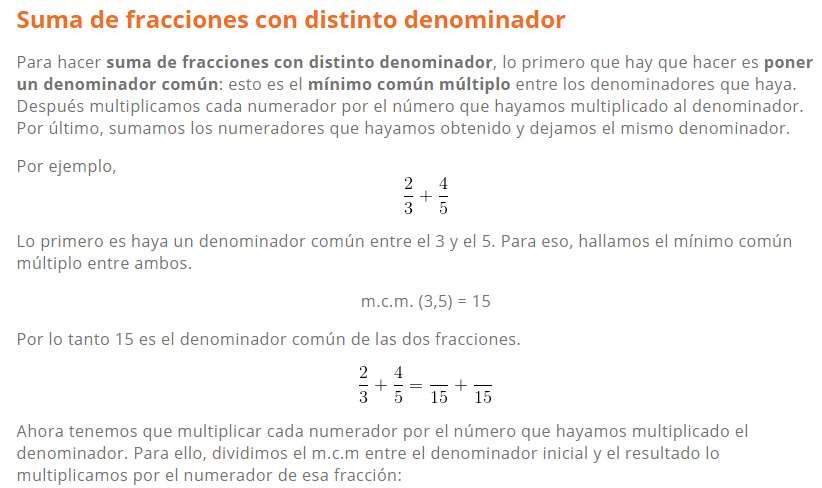 Suma de fracciones con distinto denominador
Para hacer suma de fracciones con distinto denominador, lo primero que hay que hacer es poner
un denominador común: esto es el mínimo común múltiplo entre los denominadores que haya.
Después multiplicamos cada numerador por el número que hayamos multiplicado al denominador.
Por último, sumamos los numeradores que hayamos obtenido y dejamos el mismo denominador.
Por ejemplo,
2/3 + 4/5
Lo primero es haya un denominador común entre el 3 y el 5. Para eso, hallamos el mínimo común
múltiplo entre ambos.
m.c.m. (3,5) = 15
Por lo tanto 15 es el denominador común de las dos fracciones.
2/3 + 4/5 = /15 + /15
Ahora tenemos que multiplicar cada numerador por el número que hayamos multiplicado el
denominador. Para ello, dividimos el m.c.m entre el denominador inicial y el resultado lo
multiplicamos por el numerador de esa fracción: